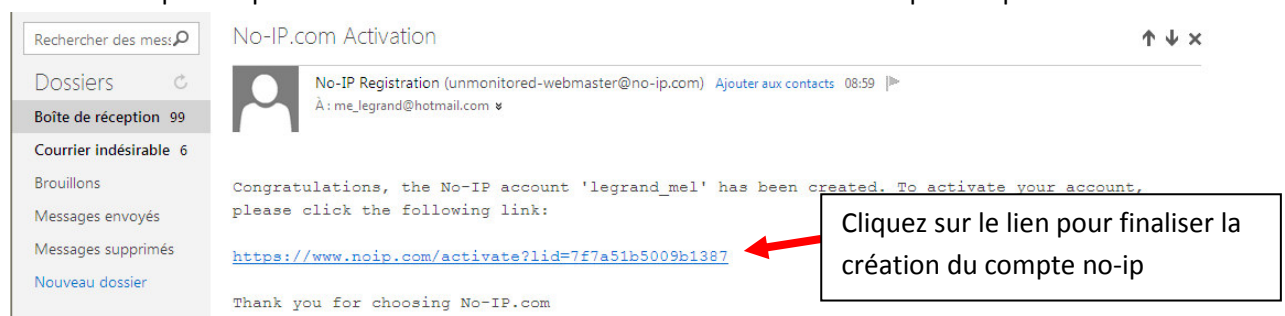 Rechercher des mess
Dossiers
Boîte de réception 99
Courrier indésirable 6
Brouillons
Messages envoyés
Messages supprimés
Nouveau dossier
No-IP.com Activation
No-IP Registration (unmonitored-webmaster@no-ip.com) Ajouter aux contacts 08:59
À : me_legrand@hotmail.com
Congratulations, the No-IP account 'legrand_mel' has been created. To activate your account,
please click the following link:
https://www.noip.com/activate?lid=7f7a51b5009b1387
Thank you for choosing No-IP.com
Cliquez sur le lien pour finaliser la
création du compte no-ip